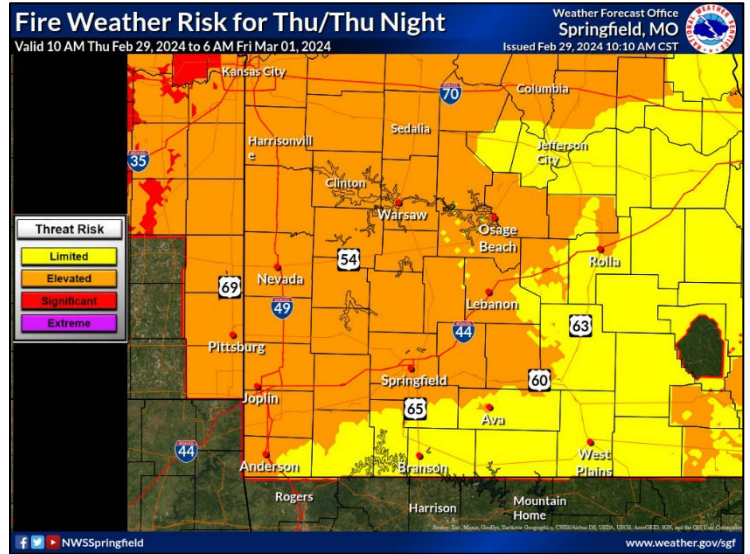 Fire Weather Risk for Thu/Thu Night
Valid 10 AM Thu Feb 29, 2024 to 6 AM Fri Mar 01, 2024
Weather Forecast Office
Springfield, MO
Issued Feb 29, 2024 10:10 AM CST
Kansas City
70
Columbia
Sedalia
Harrisonvill
e
Jefferson
City
35
Clinton
Warsaw
Osage
Beach
Threat Risk
Limited
Elevated
Significant
Extreme
54
Rolla
Nevada
69
Lebanon
49
63
44
Pittsburg
Springfield
60
Joplin
65
Ava
44
Anderson
Branson
West
Plains
Rogers
Harrison
Mountain
Home
NWSSpringfield
www.weather.gov/sgf